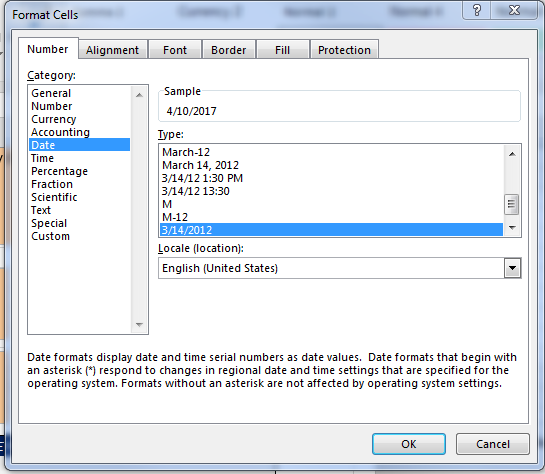 Format Cells
Number Alignment Font Border Fill Protection
Category:
General
Number
Currency
Accounting
Date
Time
Percentage
Fraction
Scientific
Text
Special
Custom
Sample
4/10/2017
Type:
March-12
March 14, 2012
3/14/12 1:30 PM
3/14/12 13:30
M
M-12
3/14/2012
Locale (location):
English (United States)
Date formats display date and time serial numbers as date values.  Date formats that begin with
an asterisk (*) respond to changes in regional date and time settings that are specified for the
operating system. Formats without an asterisk are not affected by operating system settings.
OK Cancel